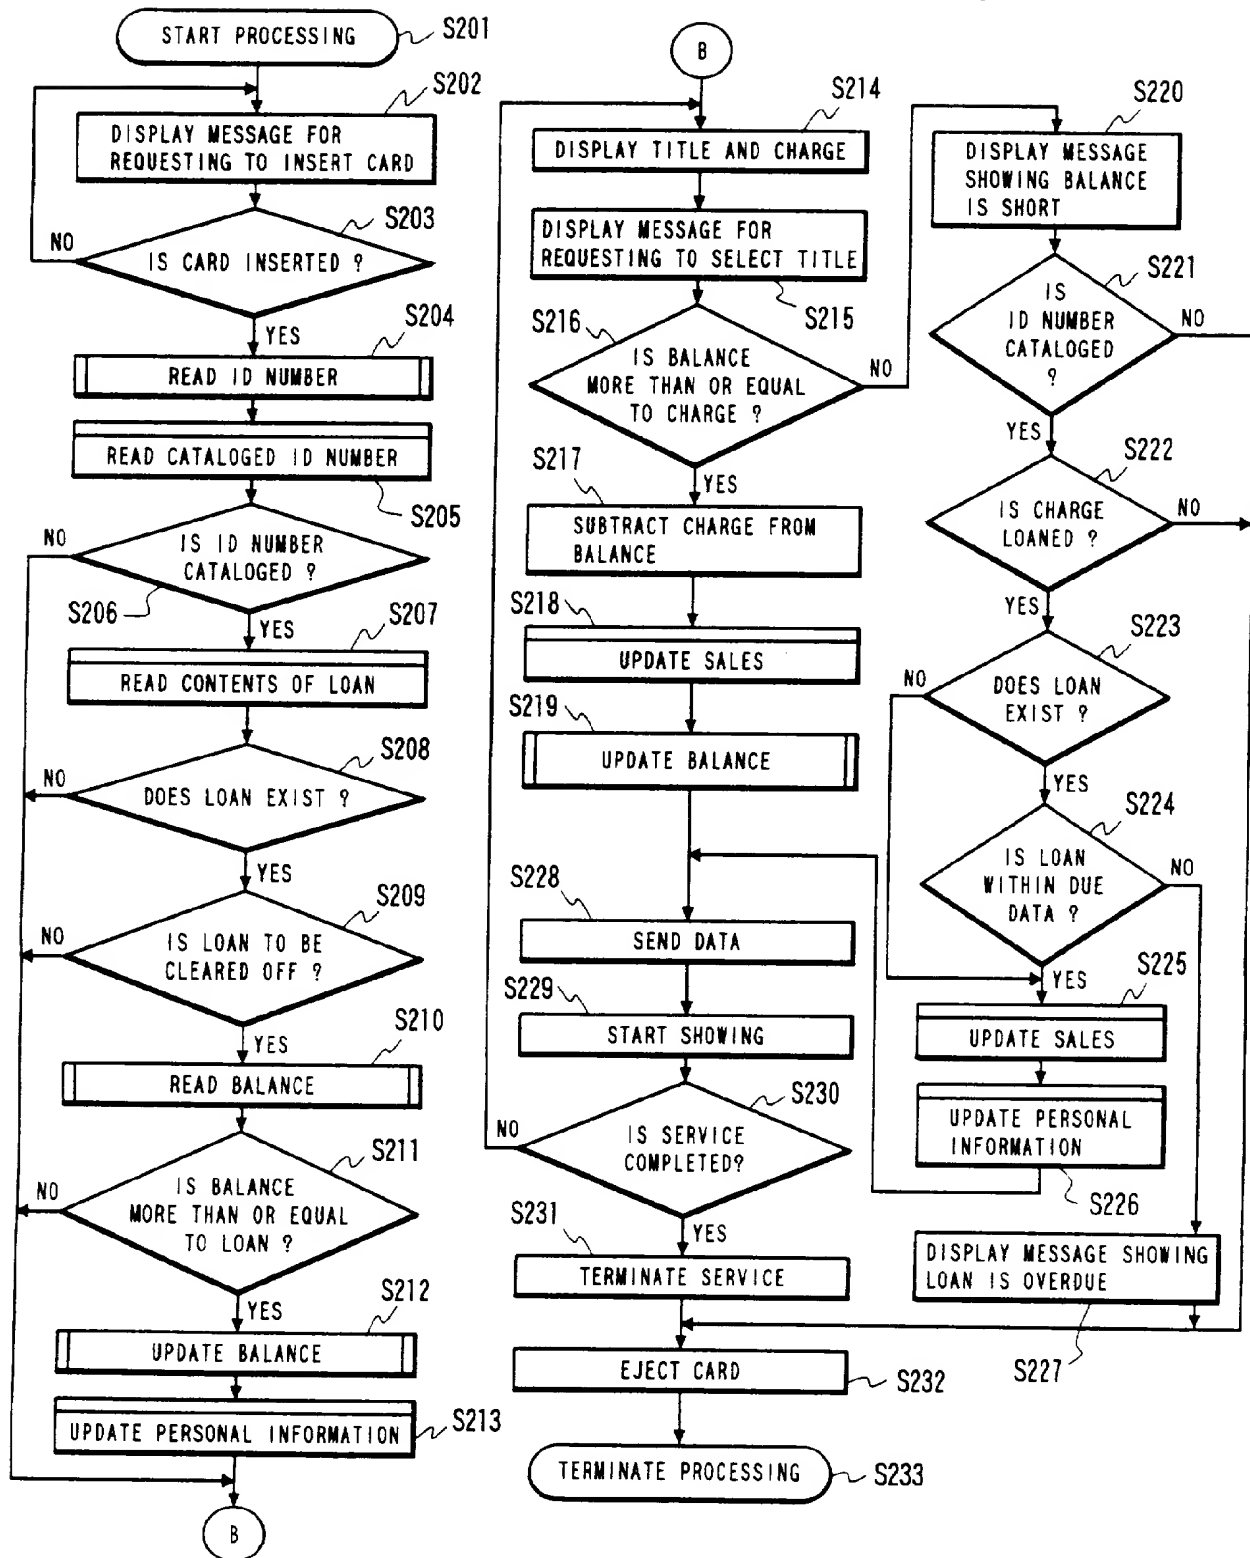 START PROCESSING
S201
S202
DISPLAY MESSAGE FOR
REQUESTING TO INSERT CARD
S203
NO
IS CARD INSERTED ?
YES
S204
READ ID NUMBER
READ CATALOGED ID NUMBER
S205
NO
IS ID NUMBER
CATALOGED ?
S206
YES
S207
READ CONTENTS OF LOAN
S208
NO
DOES LOAN EXIST ?
YES
S209
NO
IS LOAN TO BE
CLEARED OFF ?
YES
S210
READ BALANCE
S211
NO
IS BALANCE
MORE THAN OR EQUAL
TO LOAN ?
YES
S212
UPDATE BALANCE
UPDATE PERSONAL INFORMATION
S213
B
B
S214
DISPLAY TITLE AND CHARGE
DISPLAY MESSAGE FOR
REQUESTING TO SELECT TITLE
S215
S216
IS BALANCE
MORE THAN OR EQUAL
TO CHARGE ?
NO
YES
S217
SUBTRACT CHARGE FROM
BALANCE
S218
UPDATE SALES
S219
UPDATE BALANCE
S228
SEND DATA
S229
START SHOWING
S230
NO
IS SERVICE
COMPLETED?
YES
S231
TERMINATE SERVICE
EJECT CARD
S232
TERMINATE PROCESSING
S233
S220
DISPLAY MESSAGE
SHOWING BALANCE
IS SHORT
S221
IS
ID NUMBER
CATALOGED
?
NO
YES
S222
IS CHARGE
LOANED ?
NO
YES
S223
NO
DOES LOAN
EXIST ?
YES
S224
IS LOAN
WITHIN DUE
DATA ?
NO
YES
S225
UPDATE SALES
UPDATE PERSONAL
INFORMATION
S226
DISPLAY MESSAGE SHOWING
LOAN IS OVERDUE
S227